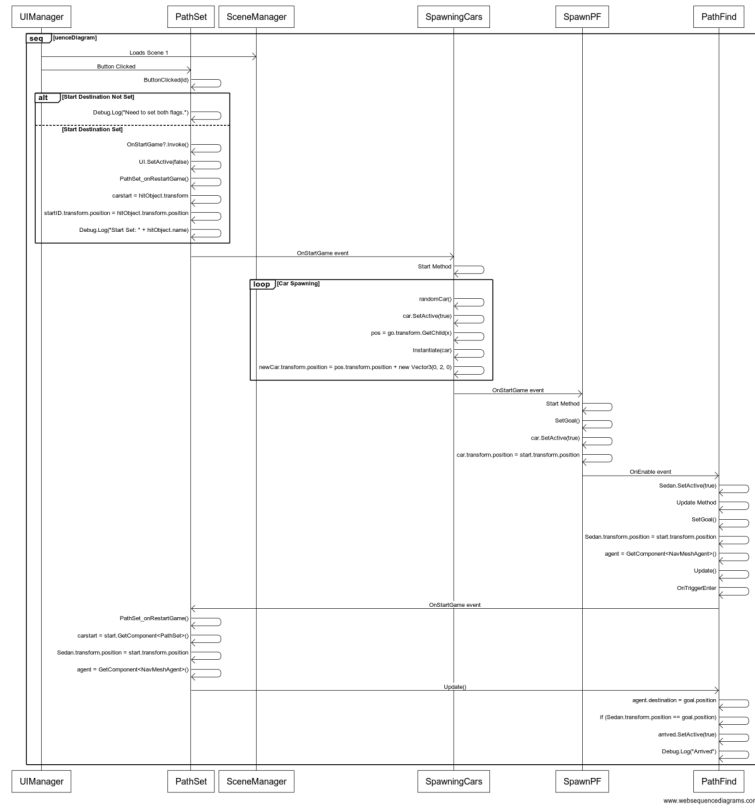 UIManager
PathSet
SceneManager
SpawningCars
SpawnPF
PathFind
seq
[uenceDiagram]
Loads Scene 1
Button Clicked
ButtonClicked(id)
alt
[Start Destination Not Set]
Debug.Log("Need to set both flags.")
[Start Destination Set]
OnStartGame?.Invoke()
UI.SetActive(false)
PathSet_onRestartGame()
carstart = hitObject.transform
startID.transform.position = hitObject.transform.position
Debug.Log("Start Set: " + hitObject.name)
OnStartGame event
Start Method
loop
[Car Spawning]
randomCar()
car.SetActive(true)
pos = go.transform.GetChild(x)
Instantiate(car)
newCar.transform.position = pos.transform.position + new Vector3(0, 2, 0)
OnStartGame event
Start Method
SetGoal()
car.SetActive(true)
car.transform.position = start.transform.position
OnEnable event
Sedan.SetActive(true)
Update Method
SetGoal()
Sedan.transform.position = start.transform.position
agent = GetComponent<NavMeshAgent>()
Update()
OnTriggerEnter
OnStartGame event
PathSet_onRestartGame()
carstart = start.GetComponent<PathSet>()
Sedan.transform.position = start.transform.position
agent = GetComponent<NavMeshAgent>()
Update()
agent.destination = goal.position
if (Sedan.transform.position == goal.position)
arrived.SetActive(true)
Debug.Log("Arrived")
UIManager
PathSet
SceneManager
SpawningCars
SpawnPF
PathFind
www.websequencediagrams.com